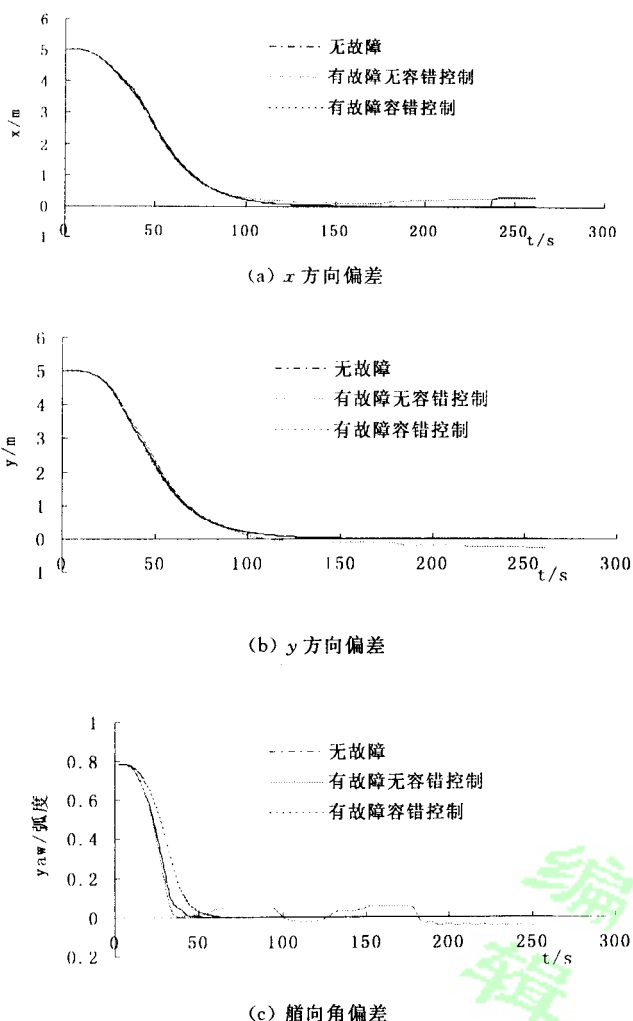 6
5
4
3
2
1
0
1
x/m
无故障
有故障无容错控制
有故障容错控制
0 50 100 150 200 250 300
t/s
(a) x 方向偏差
6
5
4
3
2
1
0
1
y/m
无故障
有故障无容错控制
有故障容错控制
0 50 100 150 200 250 300
t/s
(b) y 方向偏差
1
0.8
0.6
0.4
0.2
0
0.2
yaw/弧度
无故障
有故障无容错控制
有故障容错控制
0 50 100 150 200 250 300
t/s
(c) 艏向角偏差
编辑